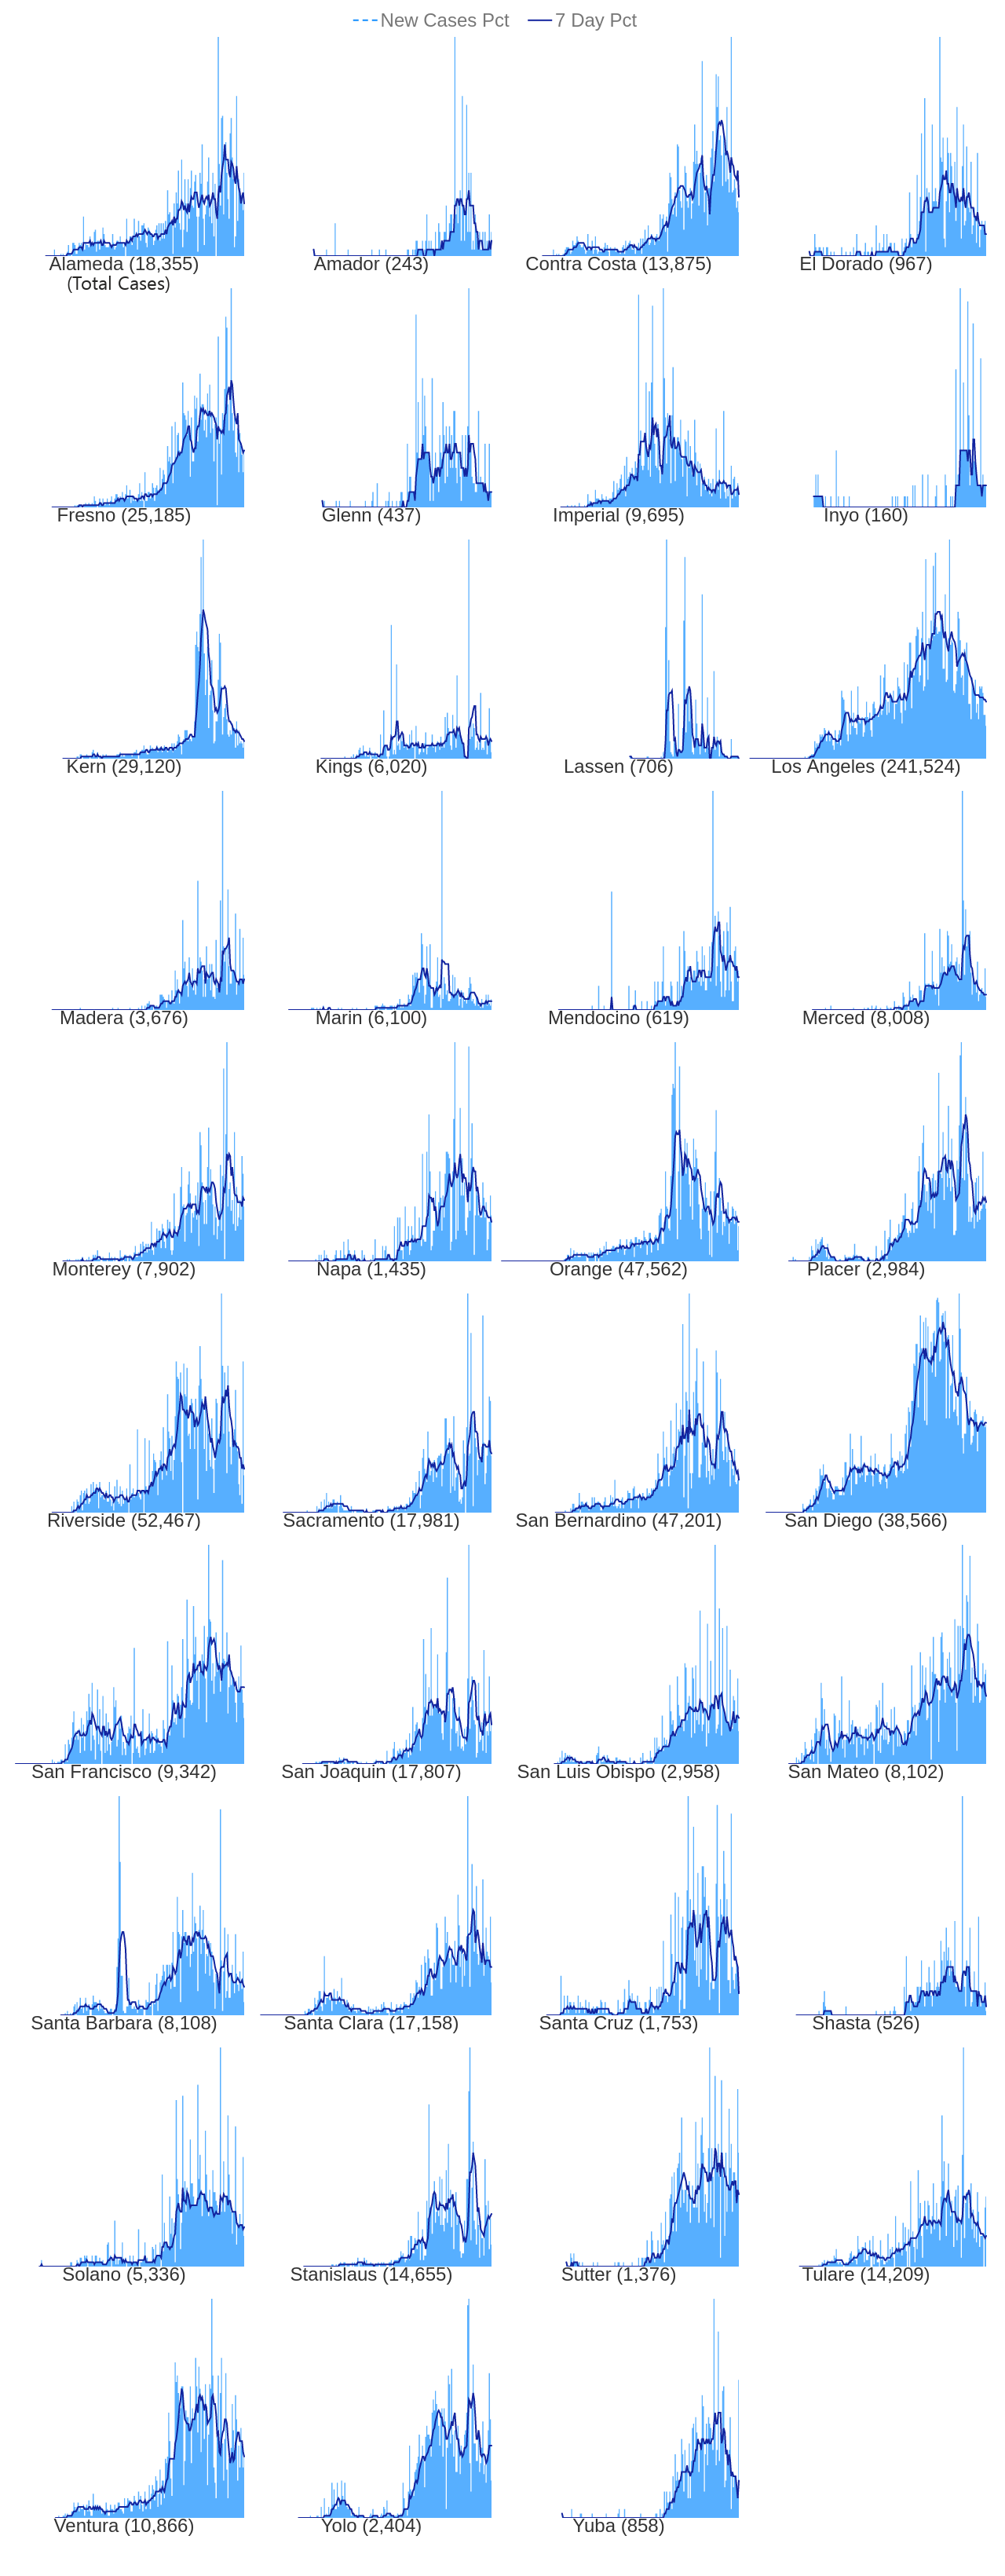 New Cases Pct 7 Day Pct
Alameda (18,355) Amador (243) Contra Costa (13,875) El Dorado (967)
(Total Cases)
Fresno (25,185) Glenn (437) Imperial (9,695) Inyo (160)
Kern (29,120) Kings (6,020) Lassen (706) Los Angeles (241,524)
Madera (3,676) Marin (6,100) Mendocino (619) Merced (8,008)
Monterey (7,902) Napa (1,435) Orange (47,562) Placer (2,984)
Riverside (52,467) Sacramento (17,981) San Bernardino (47,201) San Diego (38,566)
San Francisco (9,342) San Joaquin (17,807) San Luis Obispo (2,958) San Mateo (8,102)
Santa Barbara (8,108) Santa Clara (17,158) Santa Cruz (1,753) Shasta (526)
Solano (5,336) Stanislaus (14,655) Sutter (1,376) Tulare (14,209)
Ventura (10,866) Yolo (2,404) Yuba (858)